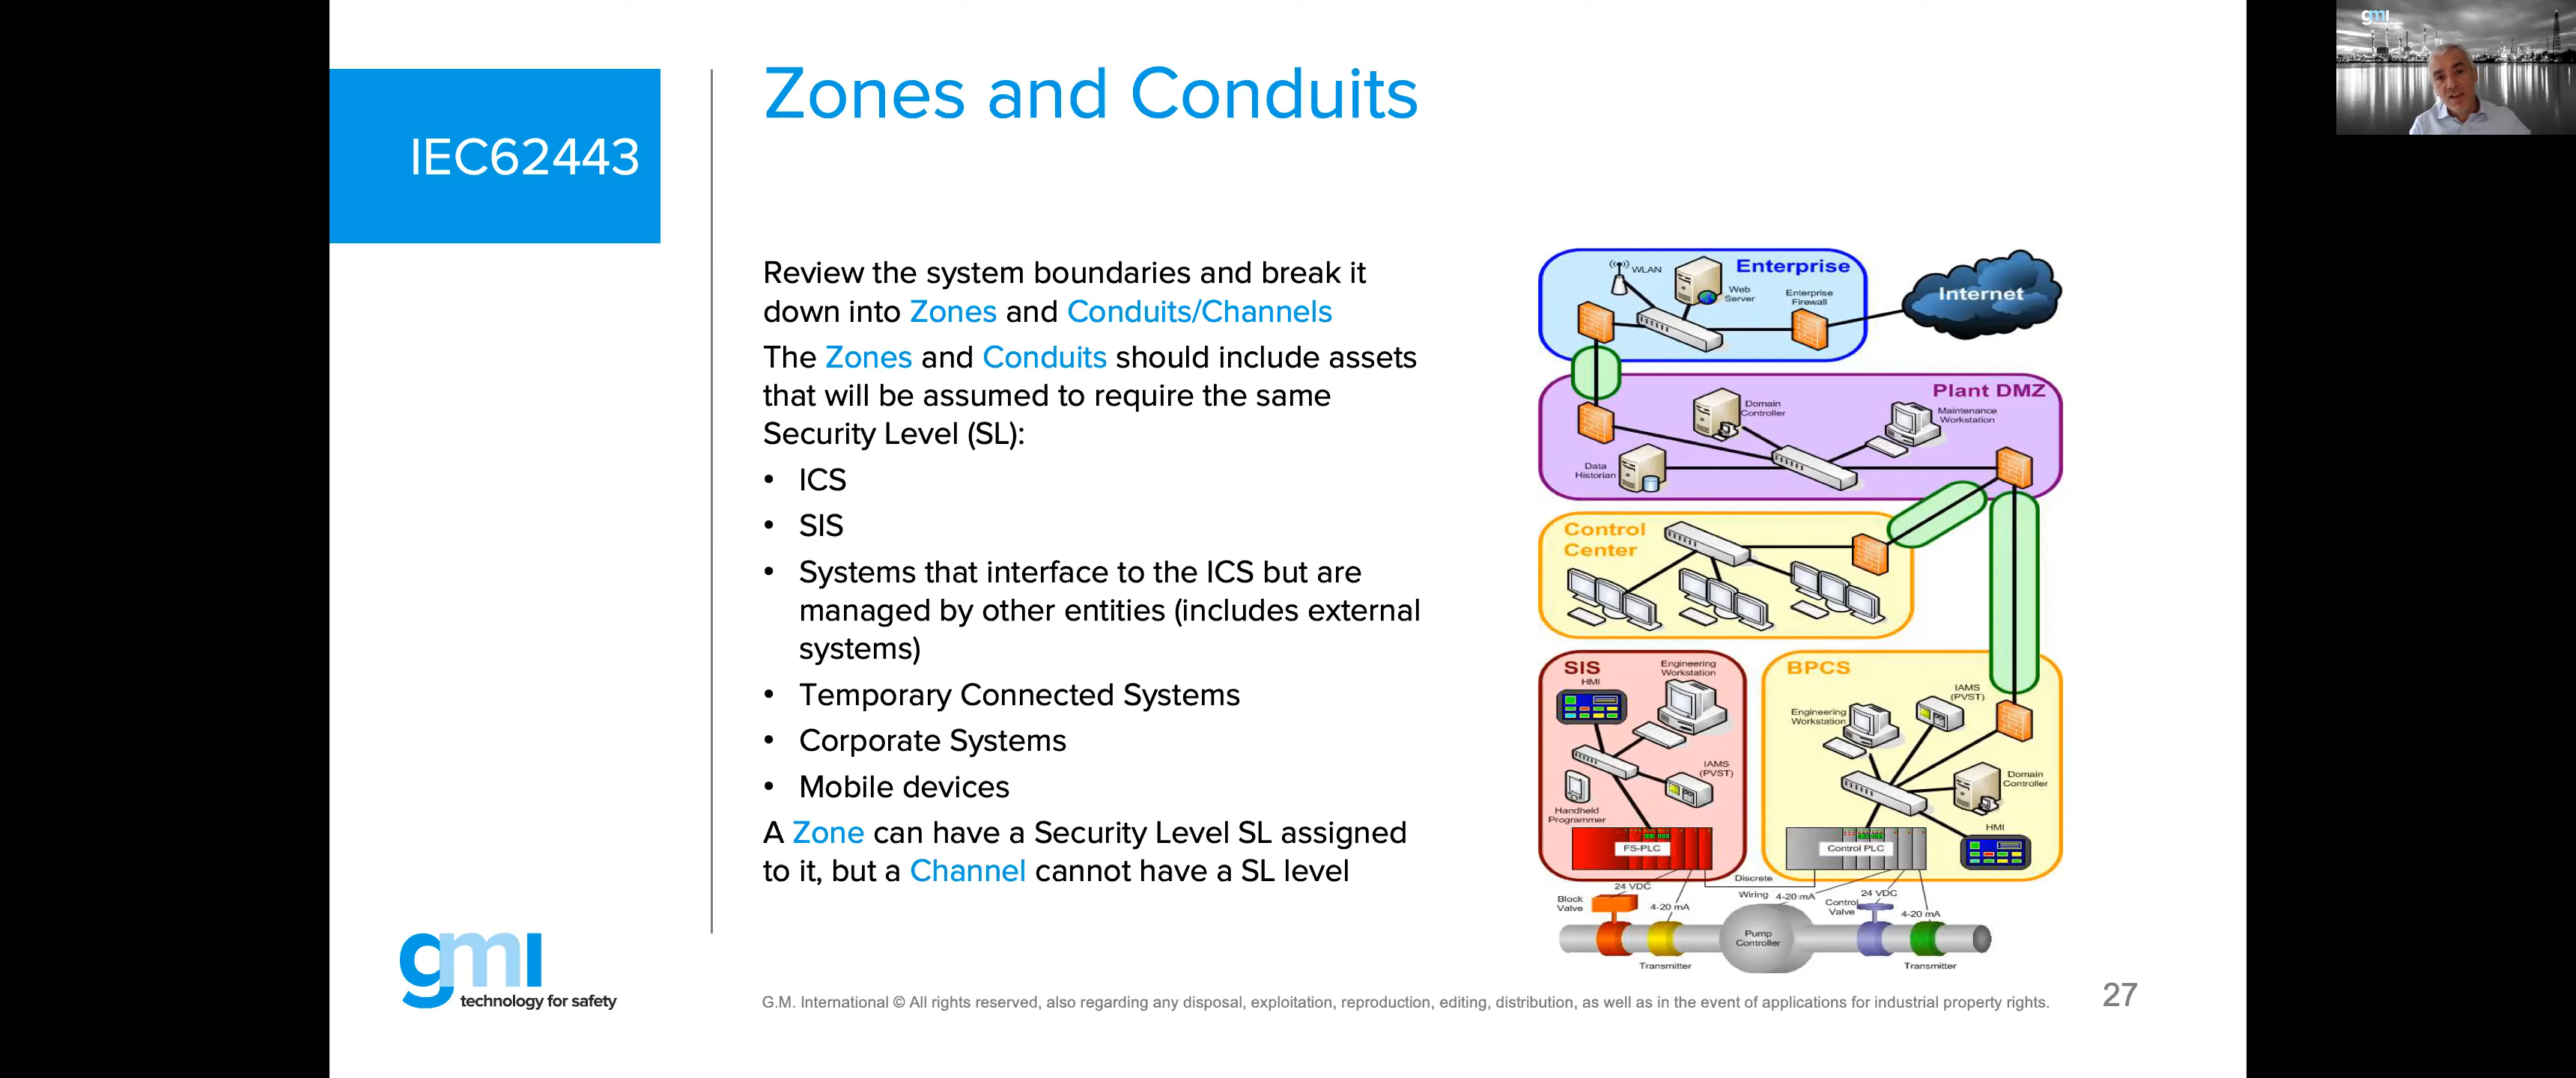 gmi
IEC62443
Zones and Conduits
Review the system boundaries and break it
down into Zones and Conduits/Channels
The Zones and Conduits should include assets
that will be assumed to require the same
Security Level (SL):
• ICS
• SIS
• Systems that interface to the ICS but are
managed by other entities (includes external
systems)
• Temporary Connected Systems
• Corporate Systems
• Mobile devices
A Zone can have a Security Level SL assigned
to it, but a Channel cannot have a SL level
WLAN
Enterprise
Web
Server
Enterprise
Firewall
Internet
Plant DMZ
Domain
Controller
Maintenance
Workstation
Data
Historian
Control
Center
SIS
HMI
Engineering
Workstation
IAMS
(PVST)
Handheld
Programmer
FS-PLC
BPCS
IAMS
(PVST)
Engineering
Workstation
Domain
Controller
HMI
Control PLC
Discrete
Wiring
24 VDC
4-20 mA
4-20 mA
24 VDC
4-20 mA
Block
Valve
Control
Valve
Pump
Controller
Transmitter
Transmitter
gmi
technology for safety
G.M. International © All rights reserved, also regarding any disposal, exploitation, reproduction, editing, distribution, as well as in the event of applications for industrial property rights.
27